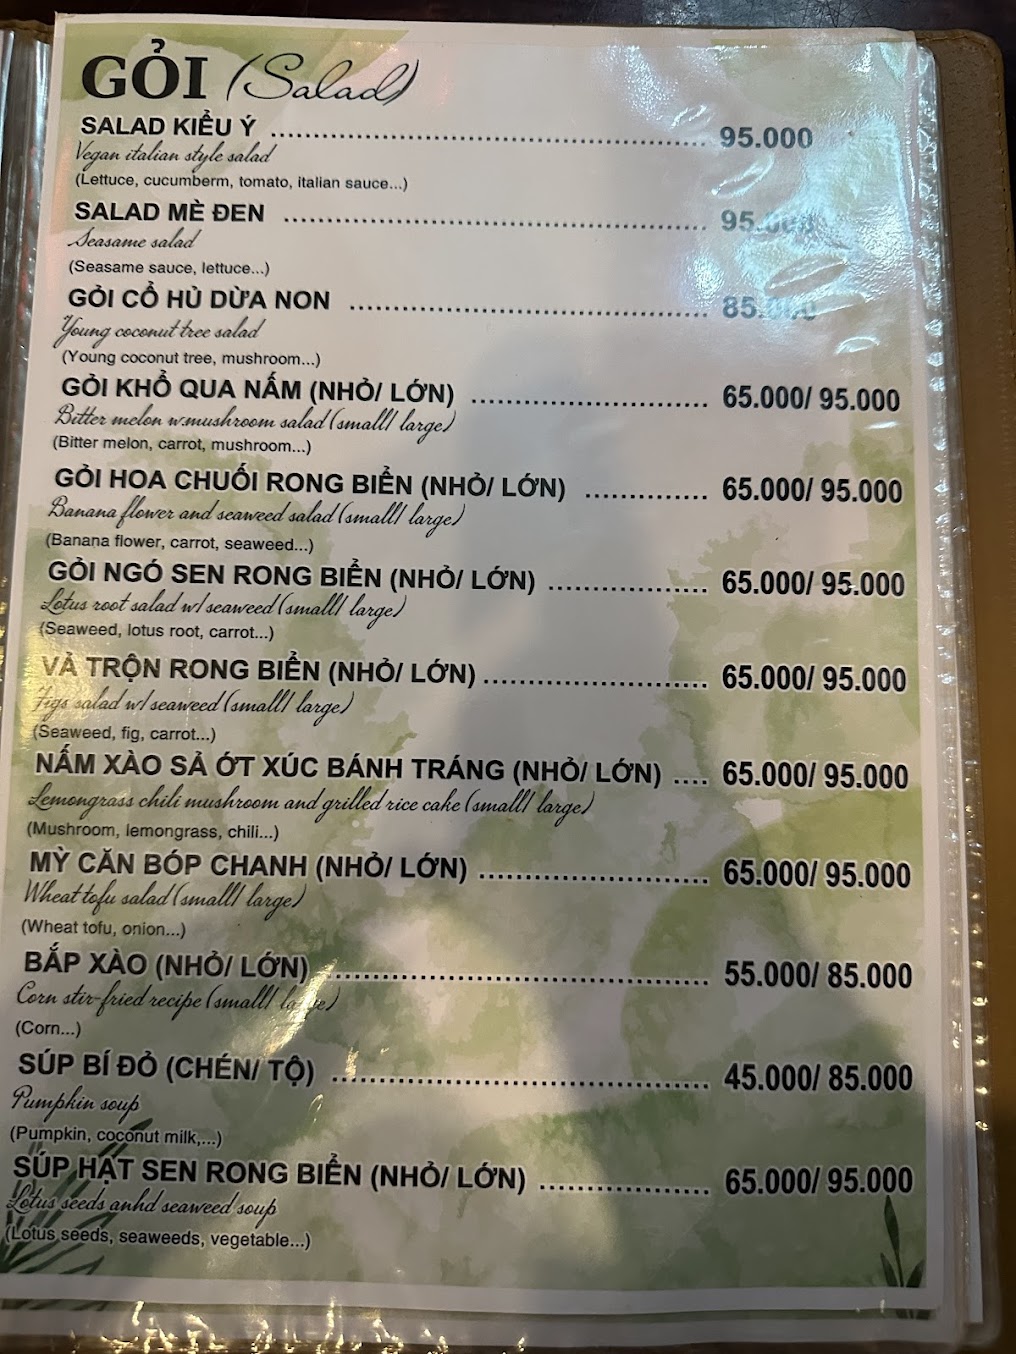 GỎI (Salad)
SALAD KIỂU Ý ........ 95.000
Vegan italian style salad
(Lettuce, cucumberm, tomato, italian sauce...)
SALAD MÈ ĐEN ........ 95.000
Seasame salad
(Seasame sauce, lettuce...)
GỎI CỔ HỦ DỪA NON ........ 85.000
Young coconut tree salad
(Young coconut tree, mushroom...)
GỎI KHỔ QUA NẤM (NHỎ/ LỚN) ........ 65.000/ 95.000
Bitter melon w.mushroom salad (small/ large)
(Bitter melon, carrot, mushroom...)
GỎI HOA CHUỐI RONG BIỂN (NHỎ/ LỚN) ........ 65.000/ 95.000
Banana flower and seaweed salad (small/ large)
(Banana flower, carrot, seaweed...)
GỎI NGÓ SEN RONG BIỂN (NHỎ/ LỚN) ........ 65.000/ 95.000
Lotus root salad w/ seaweed (small/ large)
(Seaweed, lotus root, carrot...)
VẢ TRỘN RONG BIỂN (NHỎ/ LỚN) ........ 65.000/ 95.000
Figs salad w/ seaweed (small/ large)
(Seaweed, fig, carrot...)
NẤM XÀO SẢ ỚT XÚC BÁNH TRÁNG (NHỎ/ LỚN) .... 65.000/ 95.000
Lemongrass chili mushroom and grilled rice cake (small/ large)
(Mushroom, lemongrass, chili...)
MỲ CĂN BÓP CHANH (NHỎ/ LỚN) ........ 65.000/ 95.000
Wheat tofu salad (small/ large)
(Wheat tofu, onion...)
BẮP XÀO (NHỎ/ LỚN) ........ 55.000/ 85.000
Corn stir-fried recipe (small/ large)
(Corn...)
SÚP BÍ ĐỎ (CHÉN/ TỘ) ........ 45.000/ 85.000
Pumpkin soup
(Pumpkin, coconut milk,...)
SÚP HẠT SEN RONG BIỂN (NHỎ/ LỚN) ........ 65.000/ 95.000
Lotus seeds anhd seaweed soup
(Lotus seeds, seaweeds, vegetable...)